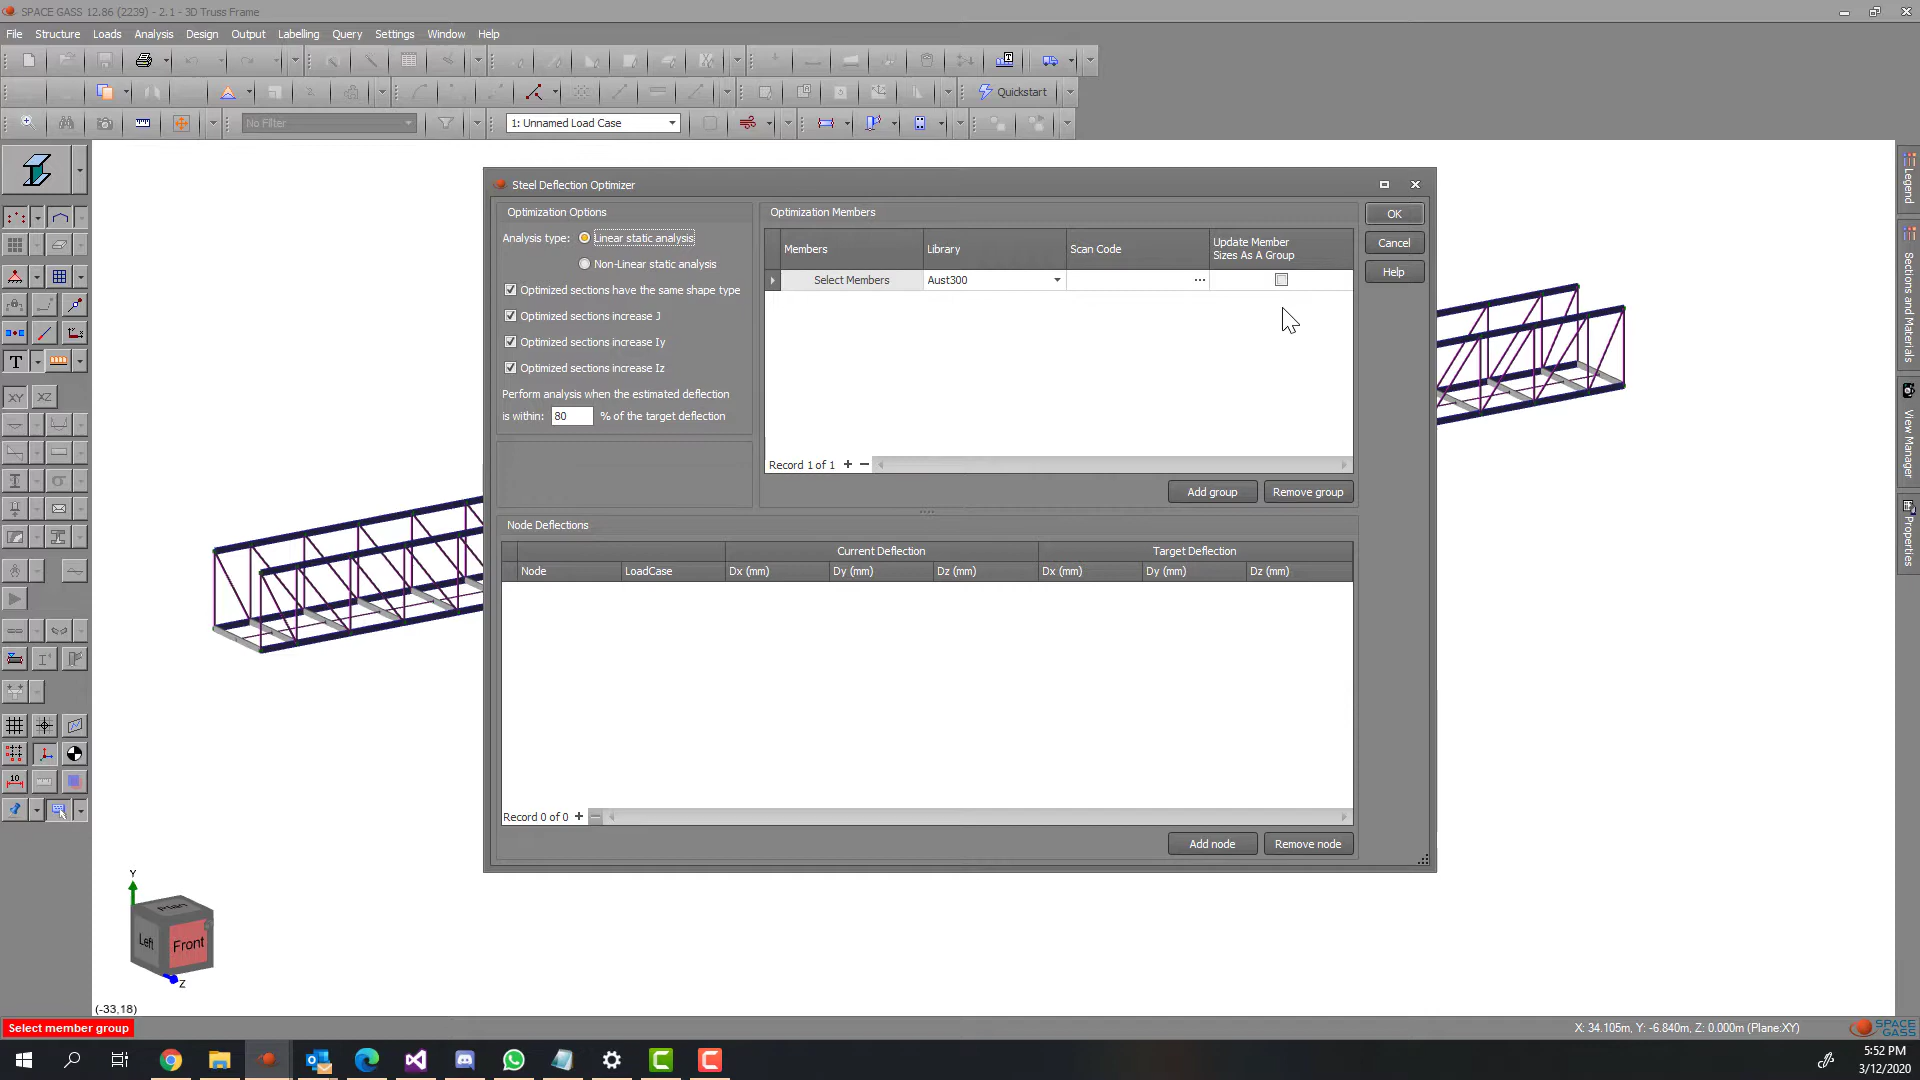 SPACE GASS 12.86 (2239) - 2.1 - 3D Truss Frame
File Structure Loads Analysis Design Output Labelling Query Settings Window Help
Quickstart
No Filter
1: Unnamed Load Case
Steel Deflection Optimizer
Optimization Options
Analysis type: Linear static analysis
Non-Linear static analysis
Optimized sections have the same shape type
Optimized sections increase J
Optimized sections increase Iy
Optimized sections increase Iz
Perform analysis when the estimated deflection
is within: 80 % of the target deflection
Optimization Members
Members Library Scan Code Update Member
Sizes As A Group
Select Members Aust300 ...
Record 1 of 1
Add group Remove group
OK
Cancel
Help
Node Deflections
Current Deflection Target Deflection
Node LoadCase Dx (mm) Dy (mm) Dz (mm) Dx (mm) Dy (mm) Dz (mm)
Record 0 of 0
Add node Remove node
Legend
Sections and Materials
View Manager
Properties
T
XY XZ
10
Y
Plan
Left Front
Z
(-33,18)
Select member group
X: 34.105m, Y: -6.840m, Z: 0.000m (Plane:XY)
SPACE GASS
5:52 PM
3/12/2020